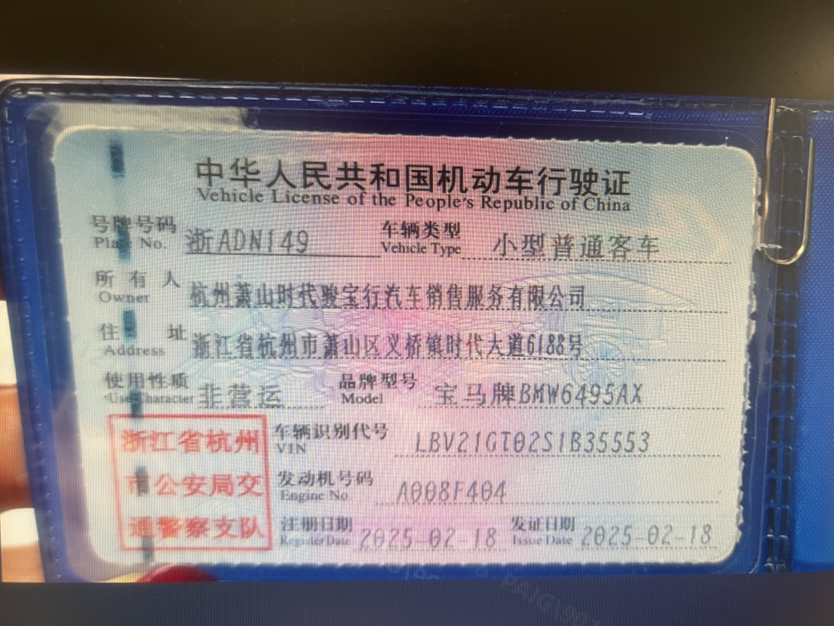 中华人民共和国机动车行驶证
Vehicle License of the People's Republic of China
号牌号码 浙ADN149 车辆类型 小型普通客车
Plate No. Vehicle Type
所有人 杭州萧山时代骏宝行汽车销售服务有限公司
Owner
住址 浙江省杭州市萧山区义桥镇时代大道6188号
Address
使用性质 非营运 品牌型号 宝马牌BMW6495AX
Use Character Model
浙江省杭州 车辆识别代号 LBV21GT02S1B35553
VIN
市公安局交 发动机号码 A008F404
Engine No.
通警察支队 注册日期 2025-02-18 发证日期 2025-02-18
Register Date Issue Date